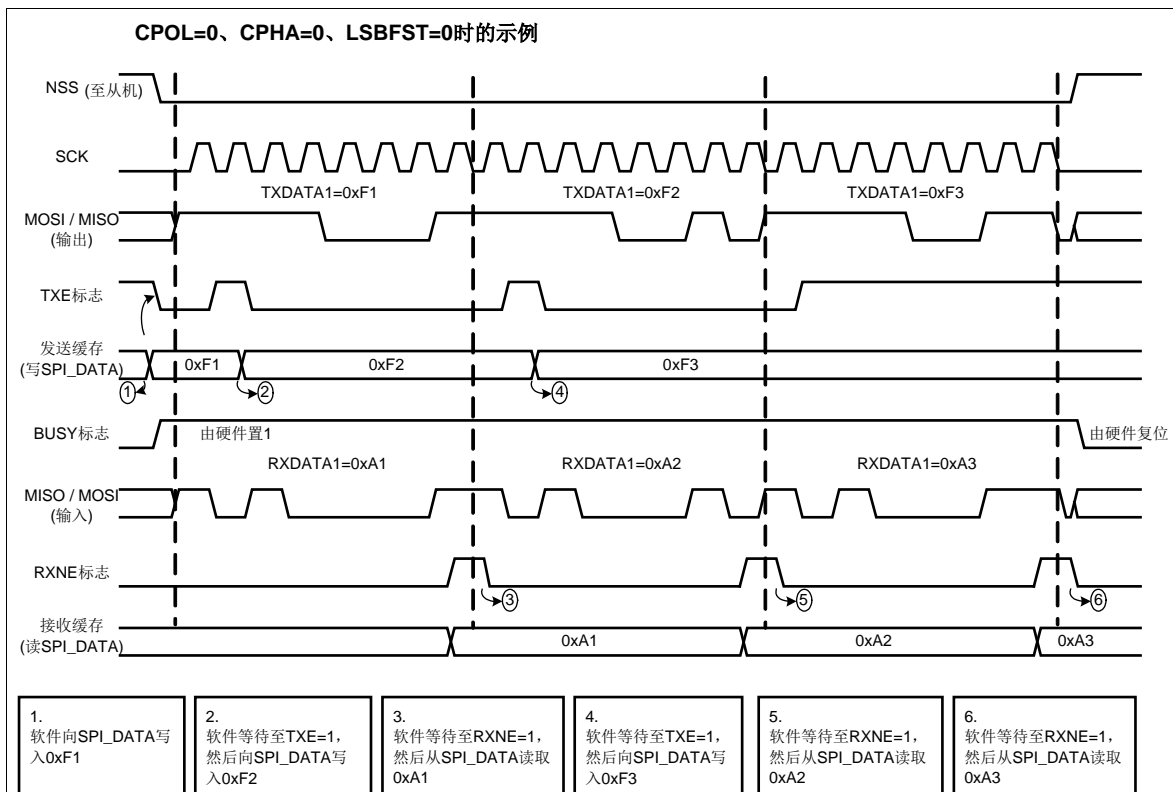 CPOL=0、CPHA=0、LSBFST=0时的示例
NSS (至从机)
SCK
TXDATA1=0xF1
TXDATA1=0xF2
TXDATA1=0xF3
MOSI / MISO
(输出)
TXE标志
发送缓存
(写SPI_DATA)
0xF1
0xF2
0xF3
①
②
④
BUSY标志
由硬件置1
由硬件复位
RXDATA1=0xA1
RXDATA1=0xA2
RXDATA1=0xA3
MISO / MOSI
(输入)
RXNE标志
③
⑤
⑥
接收缓存
(读SPI_DATA)
0xA1
0xA2
0xA3
1.
软件向SPI_DATA写
入0xF1
2.
软件等待至TXE=1,
然后向SPI_DATA写
入0xF2
3.
软件等待至RXNE=1,
然后从SPI_DATA读取
0xA1
4.
软件等待至TXE=1,
然后向SPI_DATA写
入0xF3
5.
软件等待至RXNE=1,
然后从SPI_DATA读取
0xA2
6.
软件等待至RXNE=1,
然后从SPI_DATA读取
0xA3